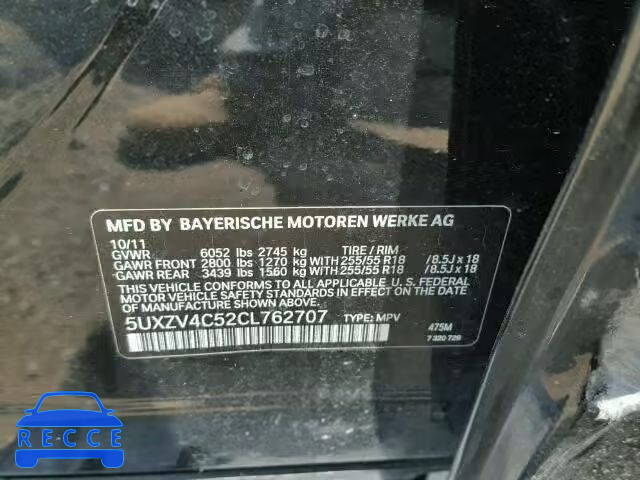 MFD BY BAYERISCHE MOTOREN WERKE AG
10/11
GVWR 6052 lbs 2745 kg TIRE / RIM
GAWR FRONT 2800 lbs 1270 kg WITH 255/55 R18 /8.5J x 18
GAWR REAR 3439 lbs 1560 kg WITH 255/55 R18 /8.5J x 18
THIS VEHICLE CONFORMS TO ALL APPLICABLE U.S. FEDERAL
MOTOR VEHICLE SAFETY STANDARDS IN EFFECT ON THE DATE OF
MANUFACTURE SHOWN ABOVE.
5UXZV4C52CL762707 TYPE: MPV 475M
7 320 729
RECCE